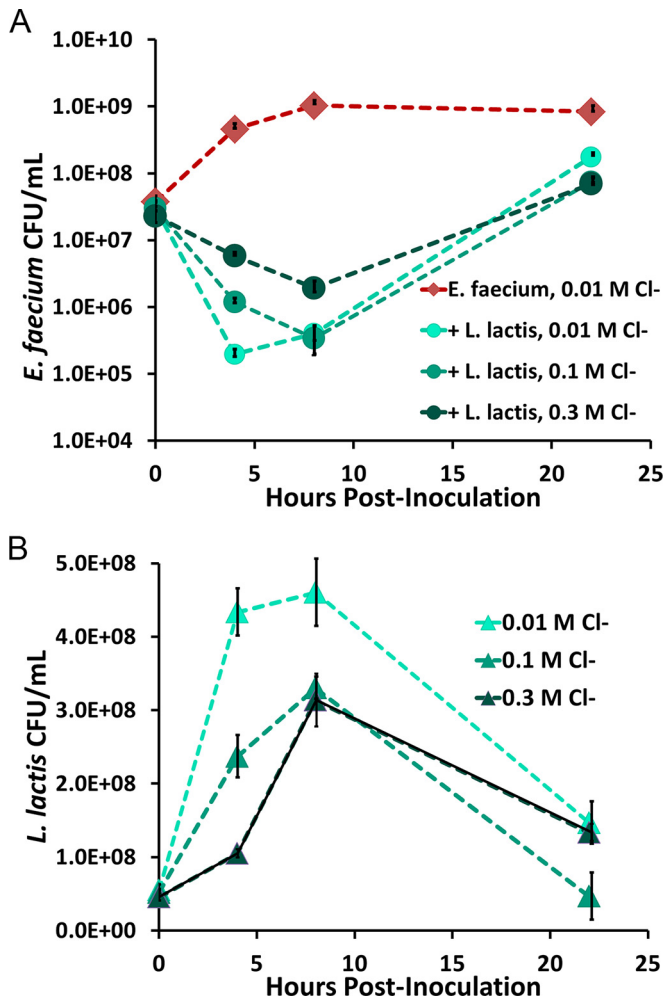 A
1.0E+10
1.0E+09
1.0E+08
1.0E+07
1.0E+06
1.0E+05
1.0E+04
E. faecium CFU/mL
E. faecium, 0.01 M Cl-
+ L. lactis, 0.01 M Cl-
+ L. lactis, 0.1 M Cl-
+ L. lactis, 0.3 M Cl-
0 5 10 15 20 25
Hours Post-Inoculation
B
5.0E+08
4.0E+08
3.0E+08
2.0E+08
1.0E+08
0.0E+00
L. lactis CFU/mL
0.01 M Cl-
0.1 M Cl-
0.3 M Cl-
0 5 10 15 20 25
Hours Post-Inoculation